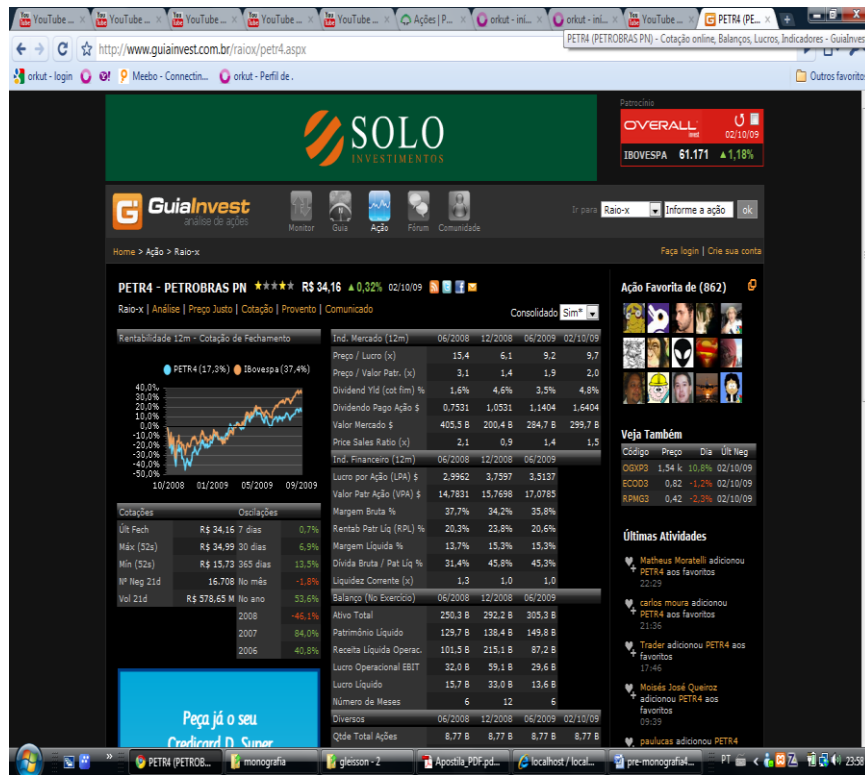 YouTube ... YouTube ... YouTube ... YouTube ... YouTube ... Ações | P... orkut - iní... orkut - iní... YouTube ... PETR4 (PE...
PETR4 (PETROBRAS PN) - Cotação online, Balanços, Lucros, Indicadores - GuiaInvest
http://www.guiainvest.com.br/raiox/petr4.aspx
orkut - login Meebo - Connectin... orkut - Perfil de . Outros favoritos
Patrocínio
SOLO
INVESTIMENTOS
OVERALL
invest
02/10/09
IBOVESPA 61.171 ▲1,18%
GuiaInvest
análise de ações
Monitor Guia Ação Fórum Comunidade
Ir para Raio-x Informe a ação ok
Home > Ação > Raio-x
Faça login | Crie sua conta
PETR4 - PETROBRAS PN ★★★★★ R$ 34,16 ▲0,32% 02/10/09
Raio-x | Análise | Preço Justo | Cotação | Provento | Comunicado
Consolidado Sim*
Rentabilidade 12m - Cotação de Fechamento
PETR4 (17,3%) Ibovespa (37,4%)
40,0%
30,0%
20,0%
10,0%
0,0%
-10,0%
-20,0%
-30,0%
-40,0%
-50,0%
10/2008 01/2009 05/2009 09/2009
Cotações Oscilações
Últ Fech R$ 34,16 7 dias 0,7%
Máx (52s) R$ 34,99 30 dias 6,9%
Mín (52s) R$ 15,73 365 dias 13,5%
Nº Neg 21d 16.708 No mês -1,8%
Vol 21d R$ 578,65 M No ano 53,6%
2008 -46,1%
2007 84,0%
2006 40,8%
Peça já o seu
Credicard D. Super
Ind. Mercado (12m) 06/2008 12/2008 06/2009 02/10/09
Preço / Lucro (x) 15,4 6,1 9,2 9,7
Preço / Valor Patr. (x) 3,1 1,4 1,9 2,0
Dividend Yld (cot fim) % 1,6% 4,6% 3,5% 4,8%
Dividendo Pago Ação $ 0,7531 1,0531 1,1404 1,6404
Valor Mercado $ 405,5 B 200,4 B 284,7 B 299,7 B
Price Sales Ratio (x) 2,1 0,9 1,4 1,5
Ind. Financeiro (12m) 06/2008 12/2008 06/2009
Lucro por Ação (LPA) $ 2,9962 3,7597 3,5137
Valor Patr Ação (VPA) $ 14,7831 15,7698 17,0785
Margem Bruta % 37,7% 34,2% 35,8%
Rentab Patr Líq (RPL) % 20,3% 23,8% 20,6%
Margem Líquida % 13,7% 15,3% 15,3%
Dívida Bruta / Pat Líq % 31,4% 45,8% 45,3%
Liquidez Corrente (x) 1,3 1,0 1,0
Balanço (No Exercício) 06/2008 12/2008 06/2009
Ativo Total 250,3 B 292,2 B 305,3 B
Patrimônio Líquido 129,7 B 138,4 B 149,8 B
Receita Líquida Operac. 101,5 B 215,1 B 87,2 B
Lucro Operacional EBIT 32,0 B 59,1 B 29,6 B
Lucro Líquido 15,7 B 33,0 B 13,6 B
Número de Meses 6 12 6
Diversos 06/2008 12/2008 06/2009 02/10/09
Qtde Total Ações 8,77 B 8,77 B 8,77 B 8,77 B
Ação Favorita de (862)
Veja Também
Código Preço Dia Últ Neg
OGXP3 1,54 k 10,8% 02/10/09
ECOD3 0,82 -1,2% 02/10/09
RPMG3 0,42 -2,3% 02/10/09
Últimas Atividades
Matheus Moratelli adicionou
PETR4 aos favoritos
22:29
carlos moura adicionou
PETR4 aos favoritos
21:36
Trader adicionou PETR4 aos
favoritos
17:46
Moisés José Queiroz
adicionou PETR4 aos
favoritos
09:39
paulucas adicionou PETR4
PETR4 (PETROB... monografia gleisson - 2 Apostila_PDF.pd... localhost / local... pre-monografia4... PT 23:58